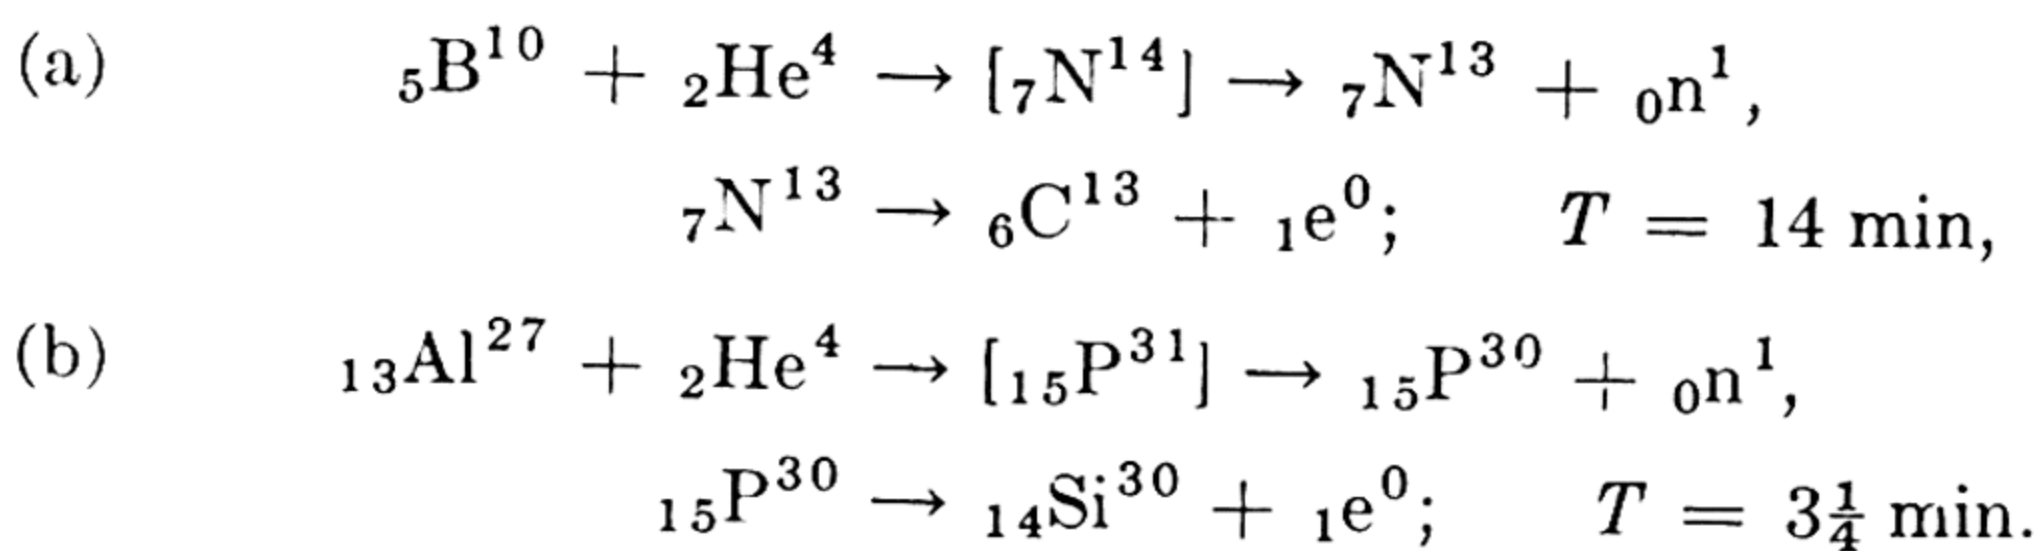 (a) ₅B¹⁰ + ₂He⁴ → [₇N¹⁴] → ₇N¹³ + ₀n¹,
₇N¹³ → ₆C¹³ + ₁e⁰; T = 14 min,
(b) ₁₃Al²⁷ + ₂He⁴ → [₁₅P³¹] → ₁₅P³⁰ + ₀n¹,
₁₅P³⁰ → ₁₄Si³⁰ + ₁e⁰; T = 3¼ min.